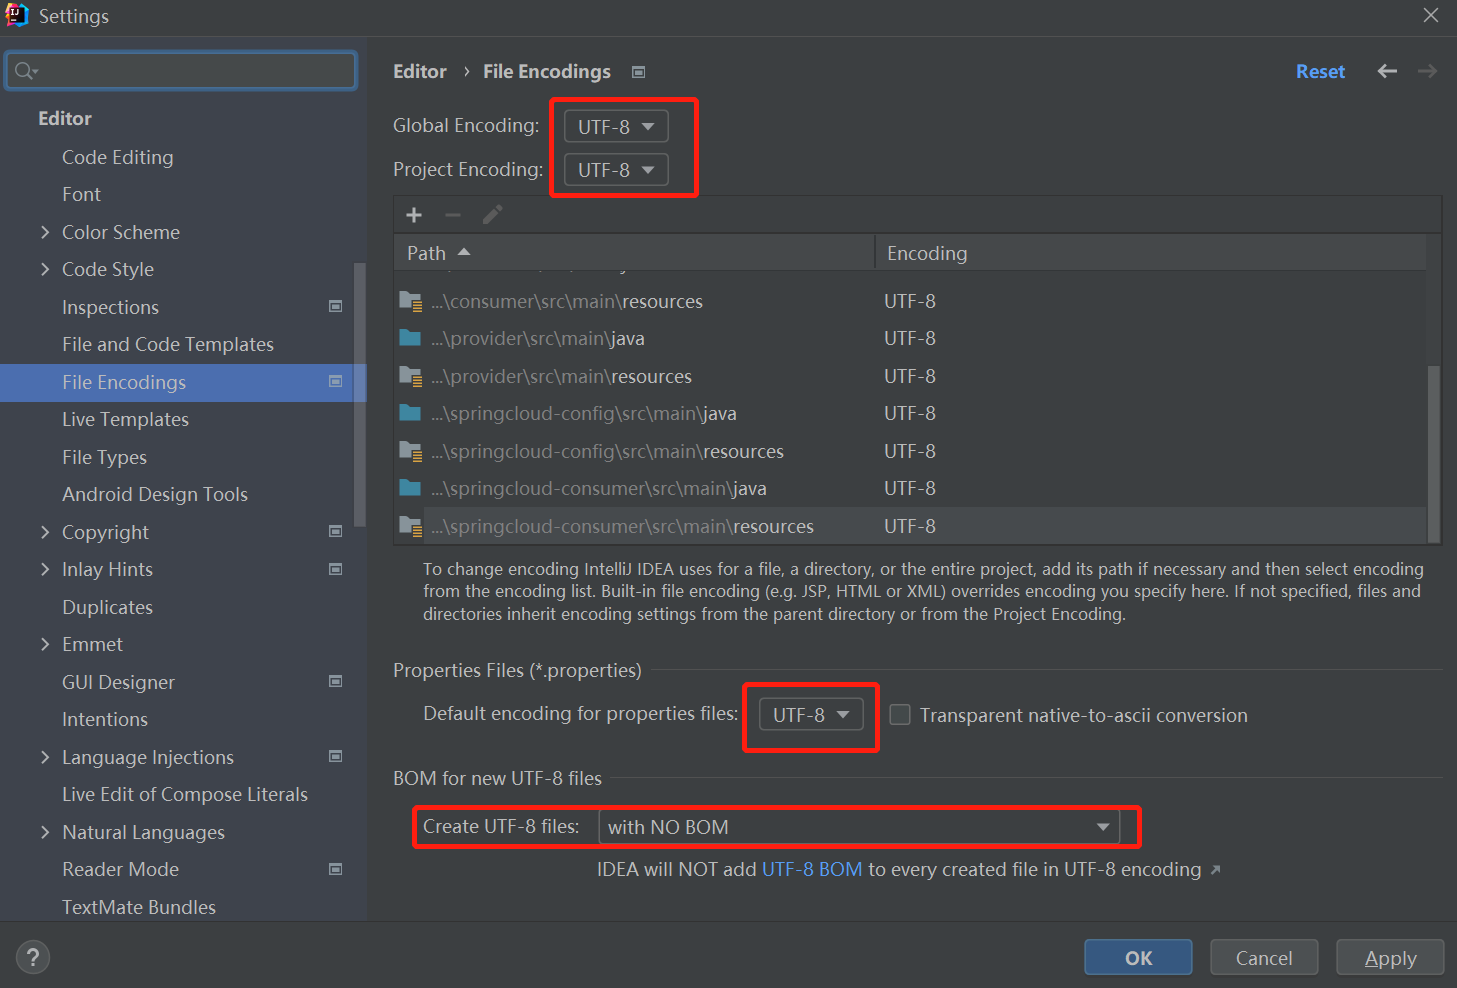 Settings
Editor › File Encodings
Reset
Editor
Code Editing
Font
Color Scheme
Code Style
Inspections
File and Code Templates
File Encodings
Live Templates
File Types
Android Design Tools
Copyright
Inlay Hints
Duplicates
Emmet
GUI Designer
Intentions
Language Injections
Live Edit of Compose Literals
Natural Languages
Reader Mode
TextMate Bundles
Global Encoding: UTF-8
Project Encoding: UTF-8
Path Encoding
...\consumer\src\main\resources UTF-8
...\provider\src\main\java UTF-8
...\provider\src\main\resources UTF-8
...\springcloud-config\src\main\java UTF-8
...\springcloud-config\src\main\resources UTF-8
...\springcloud-consumer\src\main\java UTF-8
...\springcloud-consumer\src\main\resources UTF-8
To change encoding IntelliJ IDEA uses for a file, a directory, or the entire project, add its path if necessary and then select encoding
from the encoding list. Built-in file encoding (e.g. JSP, HTML or XML) overrides encoding you specify here. If not specified, files and
directories inherit encoding settings from the parent directory or from the Project Encoding.
Properties Files (*.properties)
Default encoding for properties files: UTF-8 Transparent native-to-ascii conversion
BOM for new UTF-8 files
Create UTF-8 files: with NO BOM
IDEA will NOT add UTF-8 BOM to every created file in UTF-8 encoding
? OK Cancel Apply